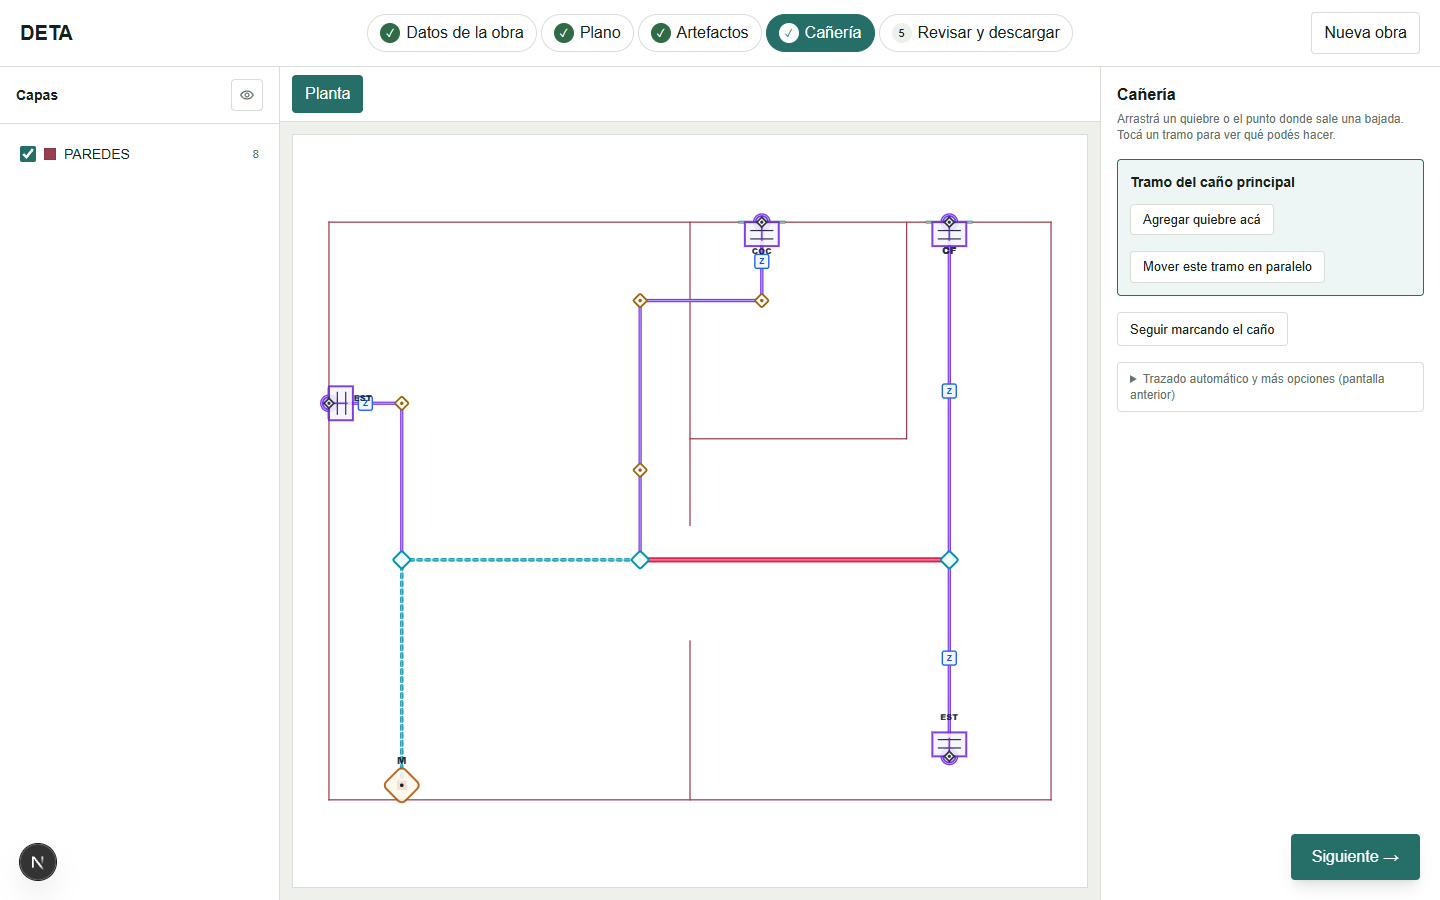 DETA
✓ Datos de la obra
✓ Plano
✓ Artefactos
✓ Cañería
5 Revisar y descargar
Nueva obra
Capas
PAREDES 8
Planta
CGC
Z
CF
EST
Z
Z
Z
EST
M
Cañería
Arrastrá un quiebre o el punto donde sale una bajada.
Tocá un tramo para ver qué podés hacer.
Tramo del caño principal
Agregar quiebre acá
Mover este tramo en paralelo
Seguir marcando el caño
Trazado automático y más opciones (pantalla
anterior)
N
Siguiente →